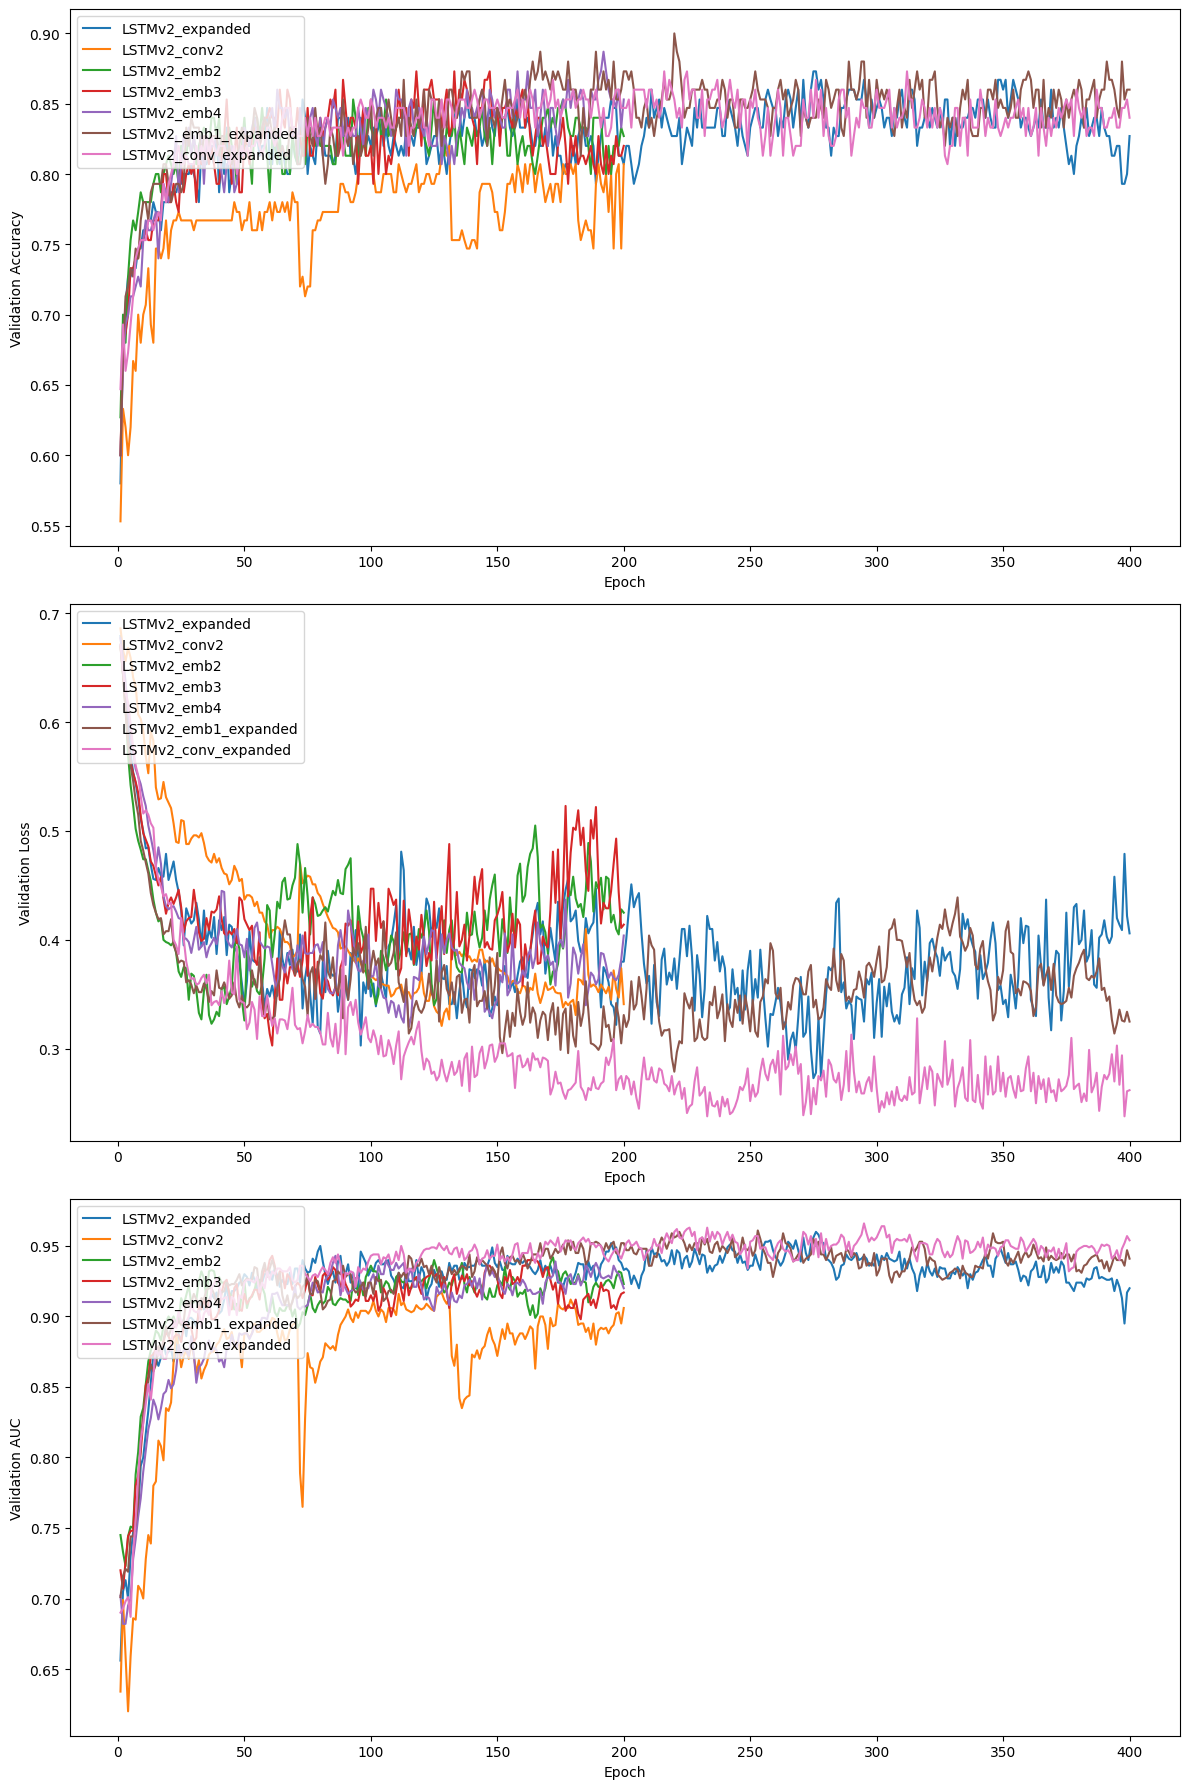 LSTMv2_expanded
LSTMv2_conv2
LSTMv2_emb2
LSTMv2_emb3
LSTMv2_emb4
LSTMv2_emb1_expanded
LSTMv2_conv_expanded
0.90
0.85
0.80
0.75
0.70
0.65
0.60
0.55
Validation Accuracy
0 50 100 150 200 250 300 350 400
Epoch
LSTMv2_expanded
LSTMv2_conv2
LSTMv2_emb2
LSTMv2_emb3
LSTMv2_emb4
LSTMv2_emb1_expanded
LSTMv2_conv_expanded
0.7
0.6
0.5
0.4
0.3
Validation Loss
0 50 100 150 200 250 300 350 400
Epoch
LSTMv2_expanded
LSTMv2_conv2
LSTMv2_emb2
LSTMv2_emb3
LSTMv2_emb4
LSTMv2_emb1_expanded
LSTMv2_conv_expanded
0.95
0.90
0.85
0.80
0.75
0.70
0.65
Validation AUC
0 50 100 150 200 250 300 350 400
Epoch